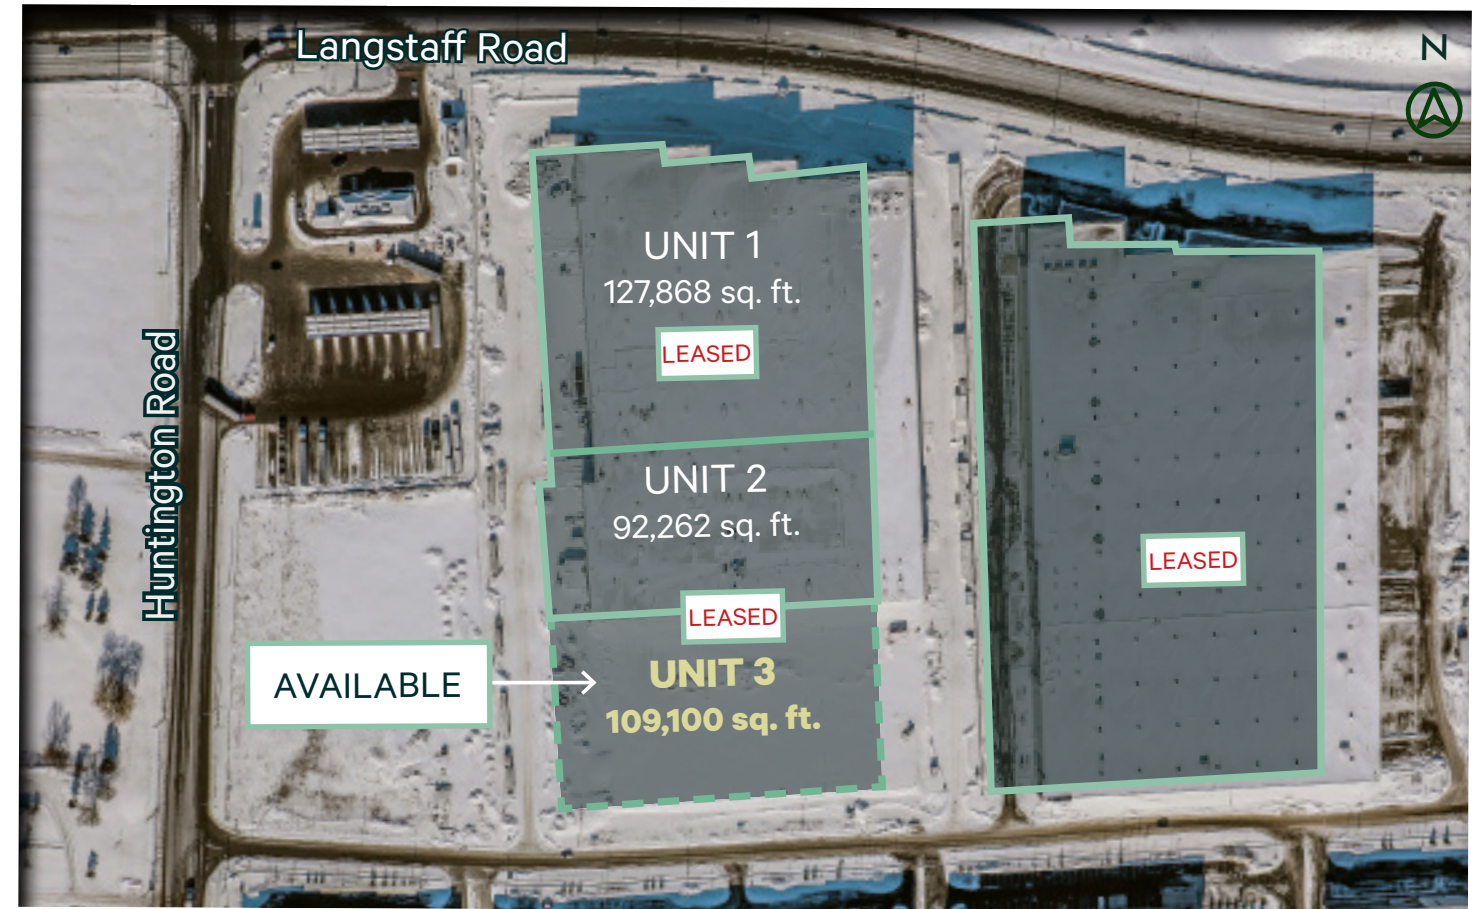 Langstaff Road
N
UNIT 1
127,868 sq. ft.
LEASED
Huntington Road
UNIT 2
92,262 sq. ft.
LEASED
LEASED
AVAILABLE
UNIT 3
109,100 sq. ft.